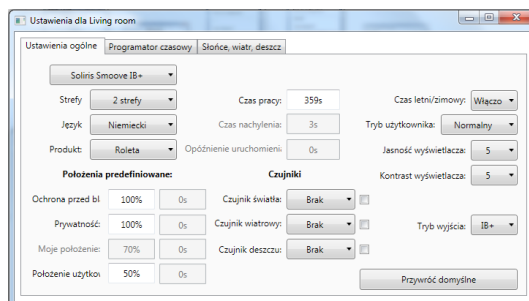 Ustawienia dla Living room
Ustawienia ogólne Programator czasowy Słońce, wiatr, deszcz
Soliris Smoove IB+
Strefy 2 strefy Czas pracy: 359s Czas letni/zimowy: Włączo
Język Niemiecki Czas nachylenia: 3s Tryb użytkownika: Normalny
Produkt: Roleta Opóźnienie uruchomieni 0s Jasność wyświetlacza: 5
Położenia predefiniowane: Czujniki Kontrast wyświetlacza: 5
Ochrona przed bl 100% 0s Czujnik światła: Brak
Prywatność: 100% 0s Czujnik wiatrowy: Brak Tryb wyjścia: IB+
Moje położenie: 70% 0s Czujnik deszczu: Brak
Położenie użytkov 50% 0s Przywróć domyślne